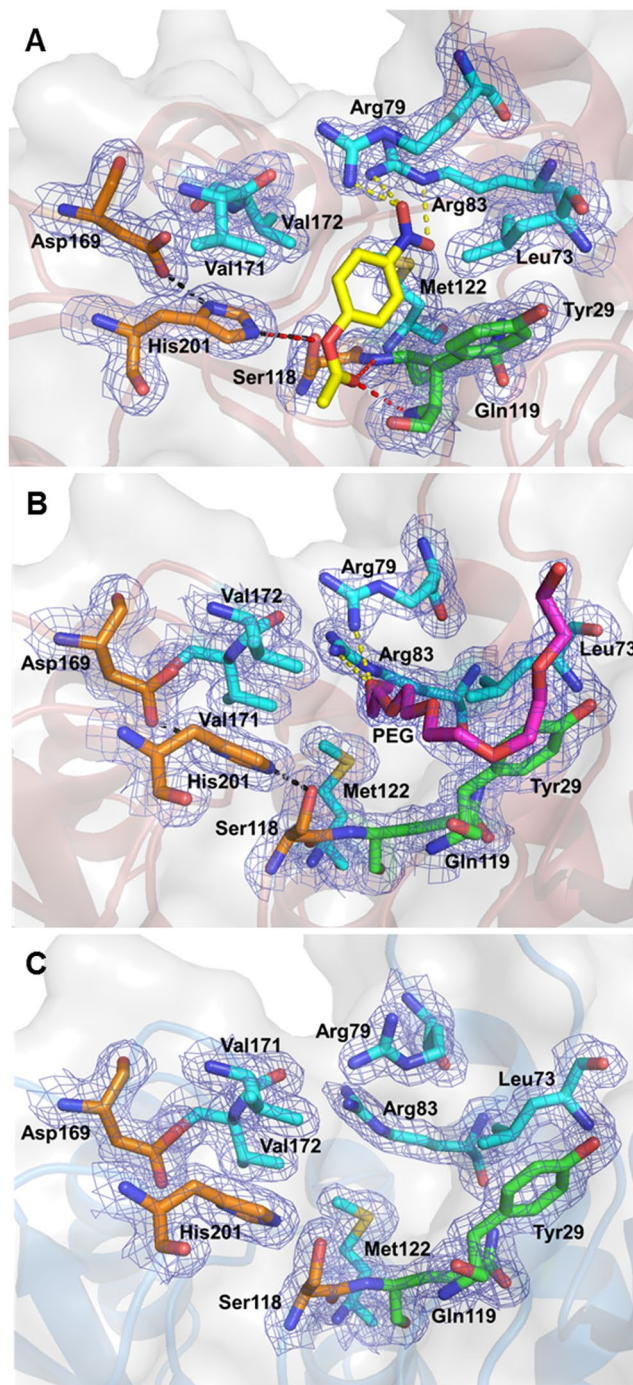 A
Arg79
Asp169
Val172
Arg83
Val171
Leu73
Met122
His201
Tyr29
Ser118
Gln119
B
Arg79
Val172
Asp169
Arg83
Leu73
Val171
PEG
His201
Met122
Tyr29
Ser118
Gln119
C
Arg79
Val171
Leu73
Asp169
Arg83
Val172
His201
Met122
Tyr29
Ser118
Gln119